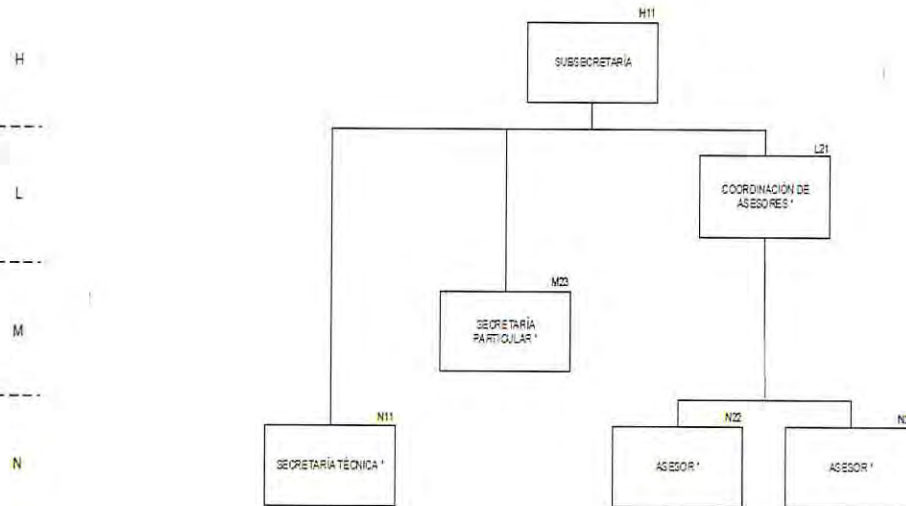 H11
H
SUBSECRETARÍA
L21
L
COORDINACIÓN DE
ASESORES *
M23
M
SECRETARÍA
PARTICULAR *
N11
N22
N
SECRETARÍA TÉCNICA *
ASESOR *
ASESOR *